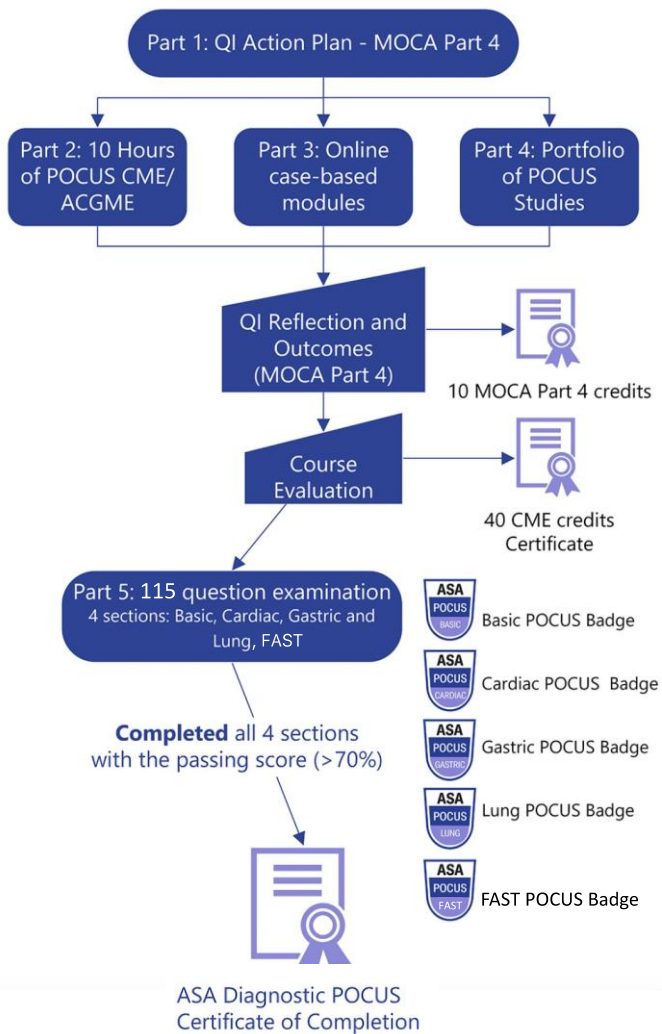 Part 1: QI Action Plan - MOCA Part 4
Part 2: 10 Hours
of POCUS CME/
ACGME
Part 3: Online
case-based
modules
Part 4: Portfolio
of POCUS
Studies
QI Reflection and
Outcomes
(MOCA Part 4)
10 MOCA Part 4 credits
Course
Evaluation
40 CME credits
Certificate
Part 5: 115 question examination
4 sections: Basic, Cardiac, Gastric and
Lung, FAST
ASA
POCUS
BASIC
Basic POCUS Badge
ASA
POCUS
CARDIAC
Cardiac POCUS Badge
ASA
POCUS
GASTRIC
Gastric POCUS Badge
ASA
POCUS
LUNG
Lung POCUS Badge
ASA
POCUS
FAST
FAST POCUS Badge
Completed all 4 sections
with the passing score (>70%)
ASA Diagnostic POCUS
Certificate of Completion